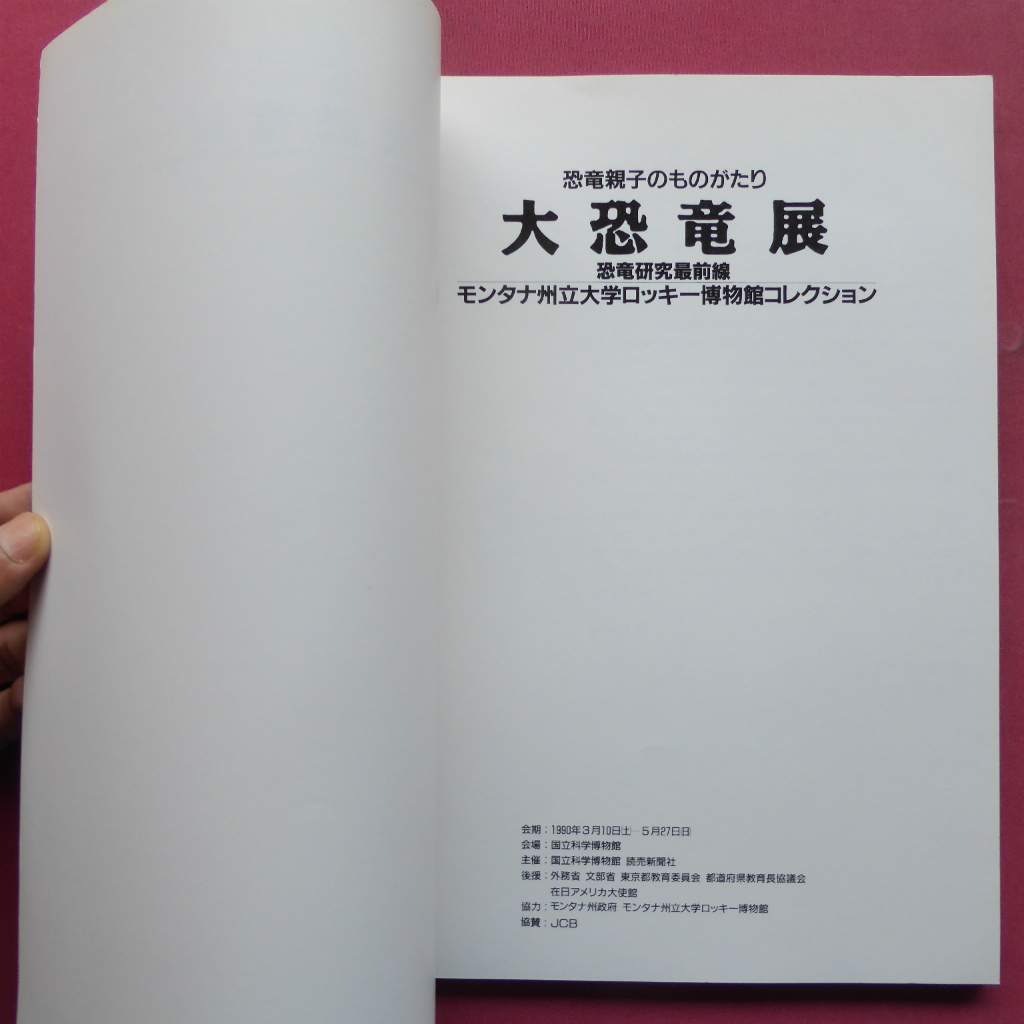 恐竜親子のものがたり
大恐竜展
恐竜研究最前線
モンタナ州立大学ロッキー博物館コレクション
会期：1990年3月10日(土)─5月27日(日)
会場：国立科学博物館
主催：国立科学博物館 読売新聞社
後援：外務省 文部省 東京都教育委員会 都道府県教育長協議会
在日アメリカ大使館
協力：モンタナ州政府 モンタナ州立大学ロッキー博物館
協賛：JCB